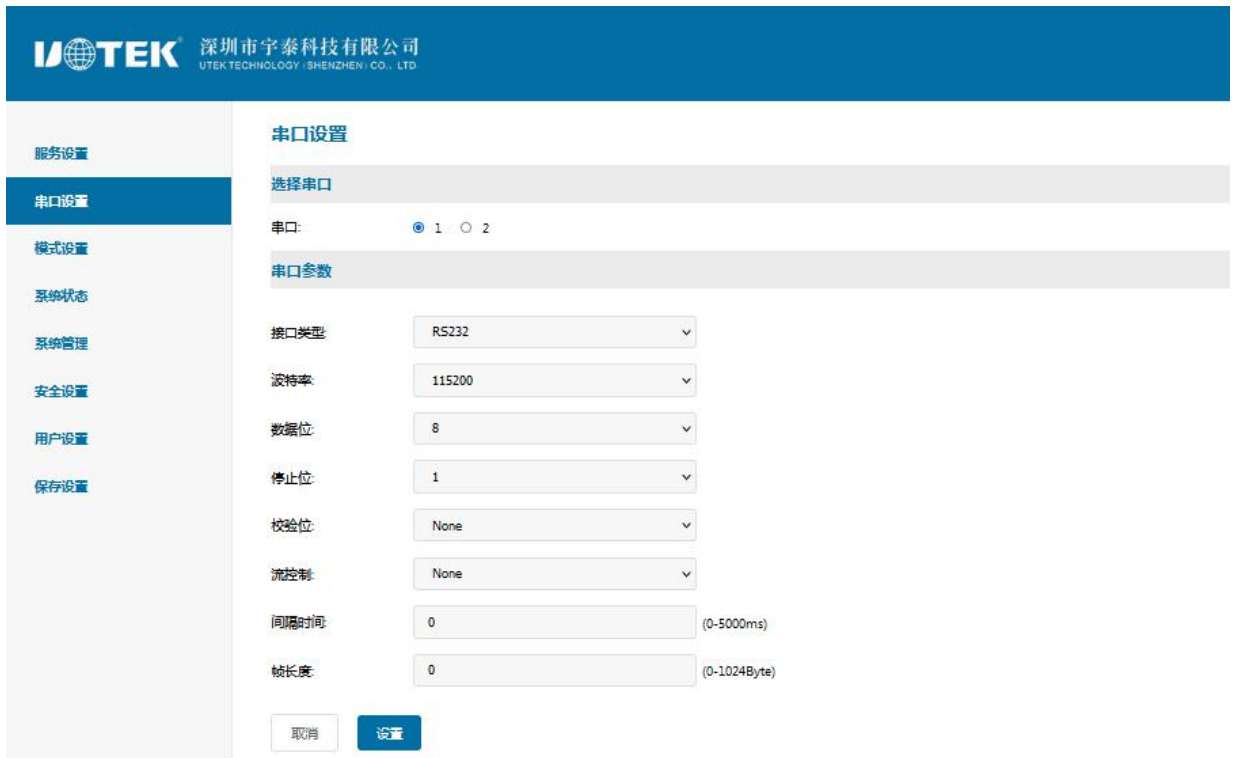 UTEK® 深圳市宇泰科技有限公司
UTEK TECHNOLOGY (SHENZHEN) CO., LTD.
服务设置
串口设置
模式设置
系统状态
系统管理
安全设置
用户设置
保存设置
串口设置
选择串口
串口: 1 2
串口参数
接口类型: RS232
波特率: 115200
数据位: 8
停止位: 1
校验位: None
流控制: None
间隔时间: 0 (0-5000ms)
帧长度: 0 (0-1024Byte)
取消 设置